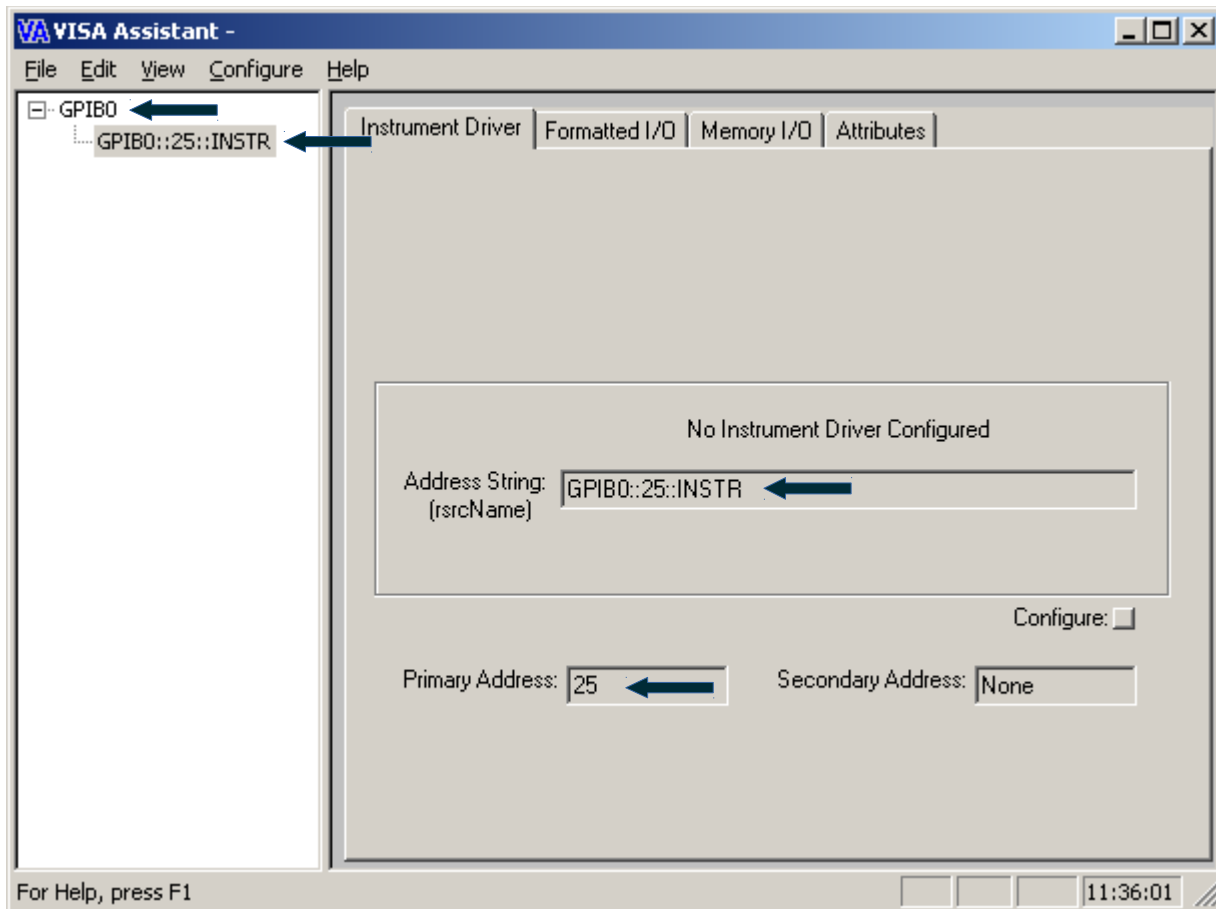 VA VISA Assistant -
File Edit View Configure Help
GPIB0
GPIB0::25::INSTR
Instrument Driver Formatted I/O Memory I/O Attributes
No Instrument Driver Configured
Address String: GPIB0::25::INSTR
(rsrcName)
Configure:
Primary Address: 25 Secondary Address: None
For Help, press F1 11:36:01